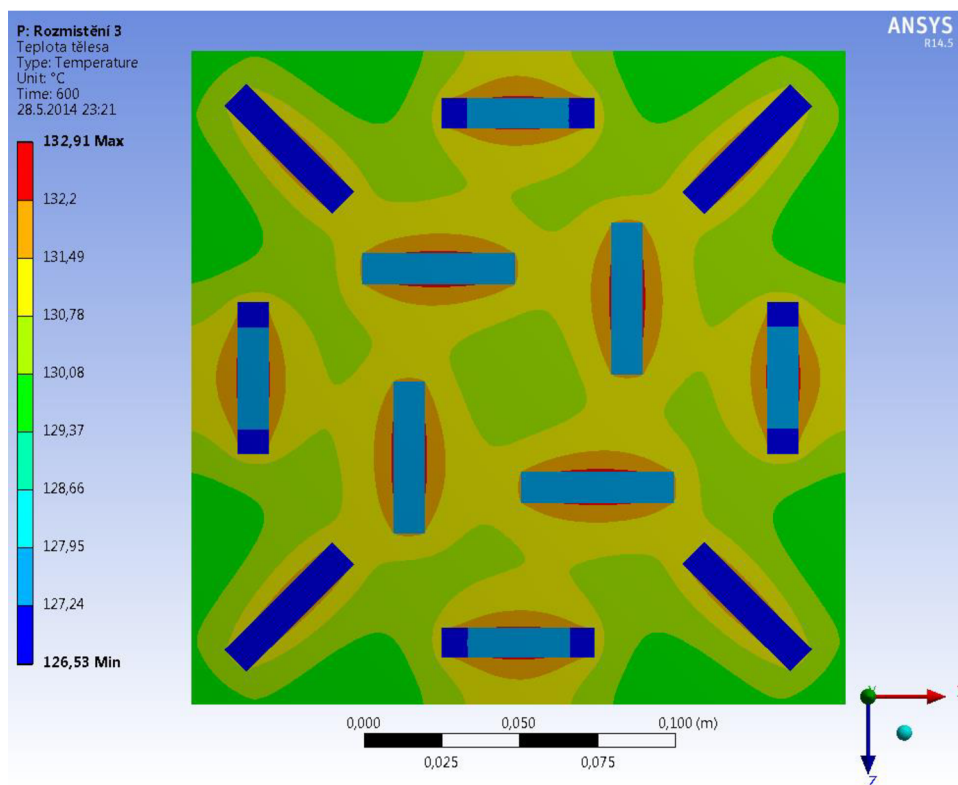 P: Rozmistění 3
Teplota tělesa
Type: Temperature
Unit: °C
Time: 600
28.5.2014 23:21
132,91 Max
132,2
131,49
130,78
130,08
129,37
128,66
127,95
127,24
126,53 Min
ANSYS
R14.5
0,000
0,050
0,100 (m)
0,025
0,075
Y
Z